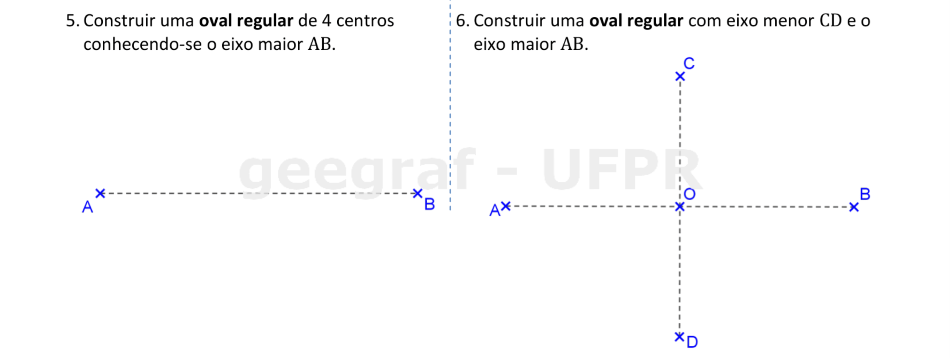 5. Construir uma oval regular de 4 centros
conhecendo-se o eixo maior AB.
6. Construir uma oval regular com eixo menor CD e o
eixo maior AB.
C
geegraf - UFPR
A
B
A
O
B
D